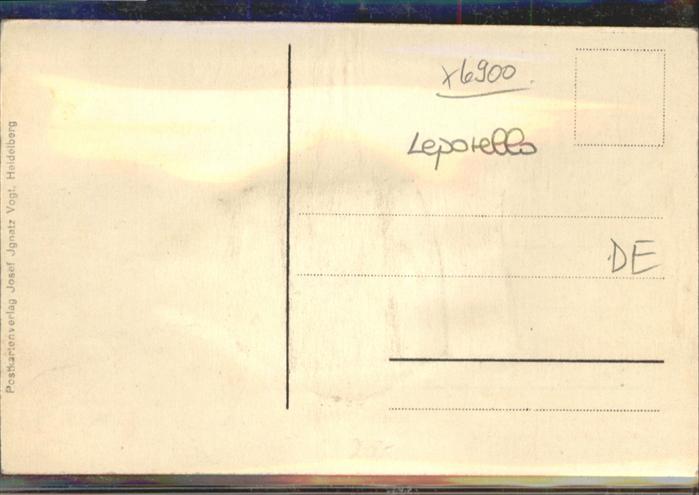 x6900
Leporello
DE
Postkartenverlag Josef Jgnatz Vogt, Heidelberg